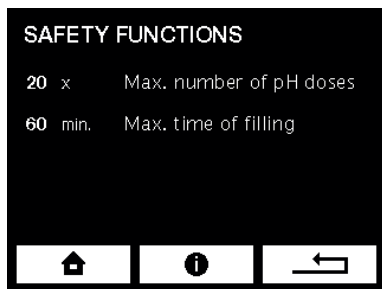 SAFETY FUNCTIONS
20 x Max. number of pH doses
60 min. Max. time of filling